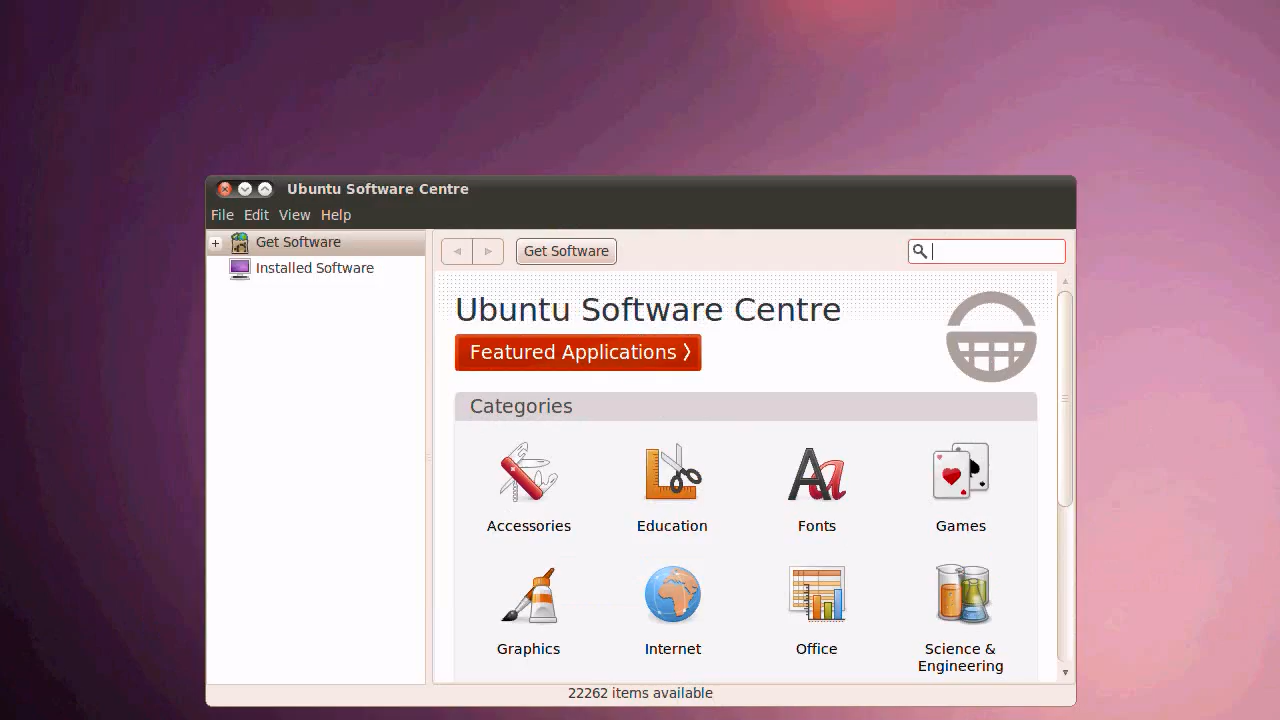 Ubuntu Software Centre
File Edit View Help
Get Software
Installed Software
Get Software
Ubuntu Software Centre
Featured Applications
Categories
Accessories Education Fonts Games
Graphics Internet Office Science &
Engineering
22262 items available